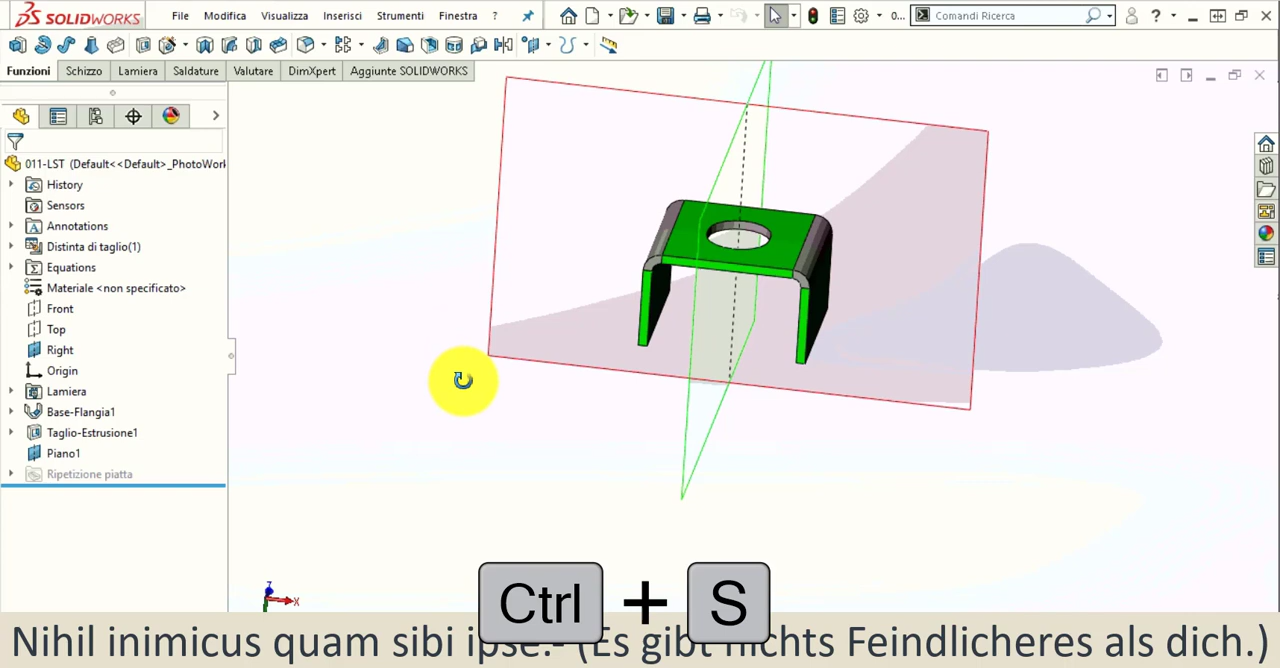 SOLIDWORKS File Modifica Visualizza Inserisci Strumenti Finestra ? 0... Comandi Ricerca ?
Funzioni Schizzo Lamiera Saldature Valutare DimXpert Aggiunte SOLIDWORKS
011-LST (Default<<Default>_PhotoWor
History
Sensors
Annotations
Distinta di taglio(1)
Equations
Materiale <non specificato>
Front
Top
Right
Origin
Lamiera
Base-Flangia1
Taglio-Estrusione1
Piano1
Ripetizione piatta
Z
X
Ctrl + S
Nihil inimicus quam sibi ipse.- (Es gibt nichts Feindlicheres als dich.)